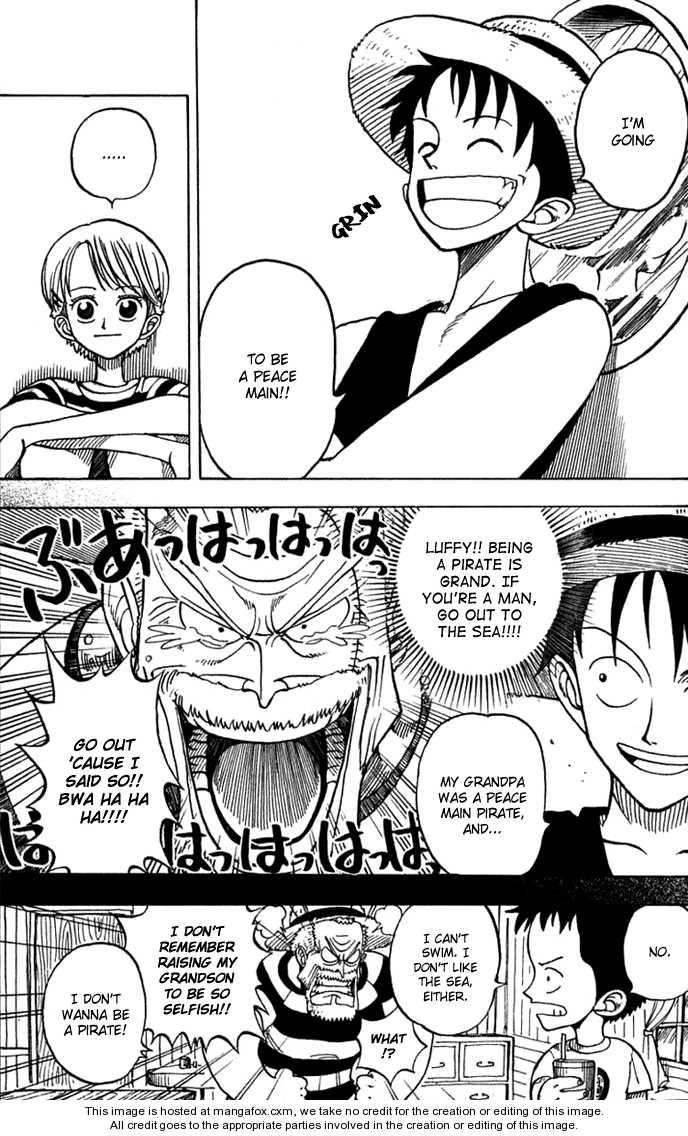 I'M
GOING
GRIN
TO BE
A PEACE
MAIN!!
.....
LUFFY!! BEING
A PIRATE IS
GRAND. IF
YOU'RE A MAN,
GO OUT TO
THE SEA!!!!
ぶあっはっはっはっ
GO OUT
'CAUSE I
SAID SO!!
BWA HA HA
HA!!!!
MY GRANDPA
WAS A PEACE
MAIN PIRATE,
AND...
はっはっはっはっ
NO.
I CAN'T
SWIM. I
DON'T LIKE
THE SEA,
EITHER.
WHAT
!?
I DON'T
REMEMBER
RAISING MY
GRANDSON
TO BE SO
SELFISH!!
I DON'T
WANNA BE
A PIRATE!
This image is hosted at mangafox.cxm, we take no credit for the creation or editing of this image.
All credit goes to the appropriate parties involved in the creation or editing of this image.